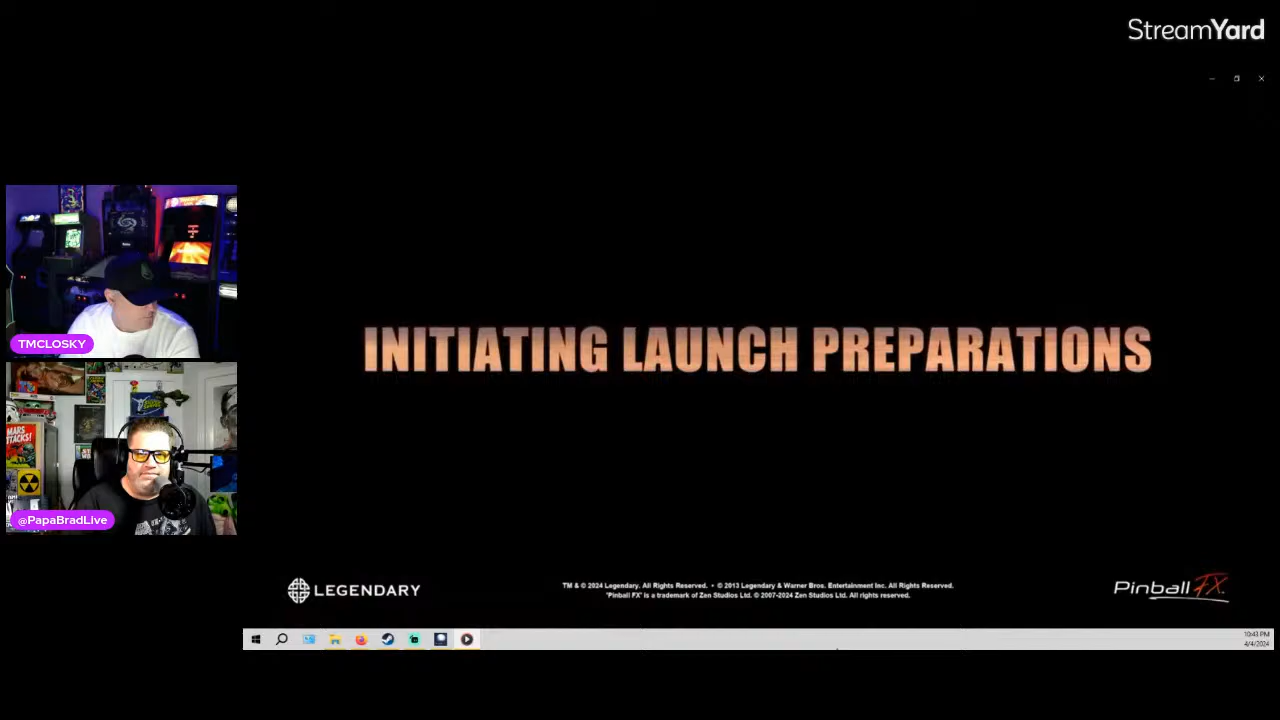 StreamYard
TMCLOSKY
MARS
ATTACKS!
@PapaBradLive
INITIATING LAUNCH PREPARATIONS
LEGENDARY
TM & © 2024 Legendary. All Rights Reserved. • © 2013 Legendary & Warner Bros. Entertainment Inc. All Rights Reserved.
'Pinball FX' is a trademark of Zen Studios Ltd. © 2007-2024 Zen Studios Ltd. All rights reserved.
Pinball FX
10:43 PM
4/4/2024